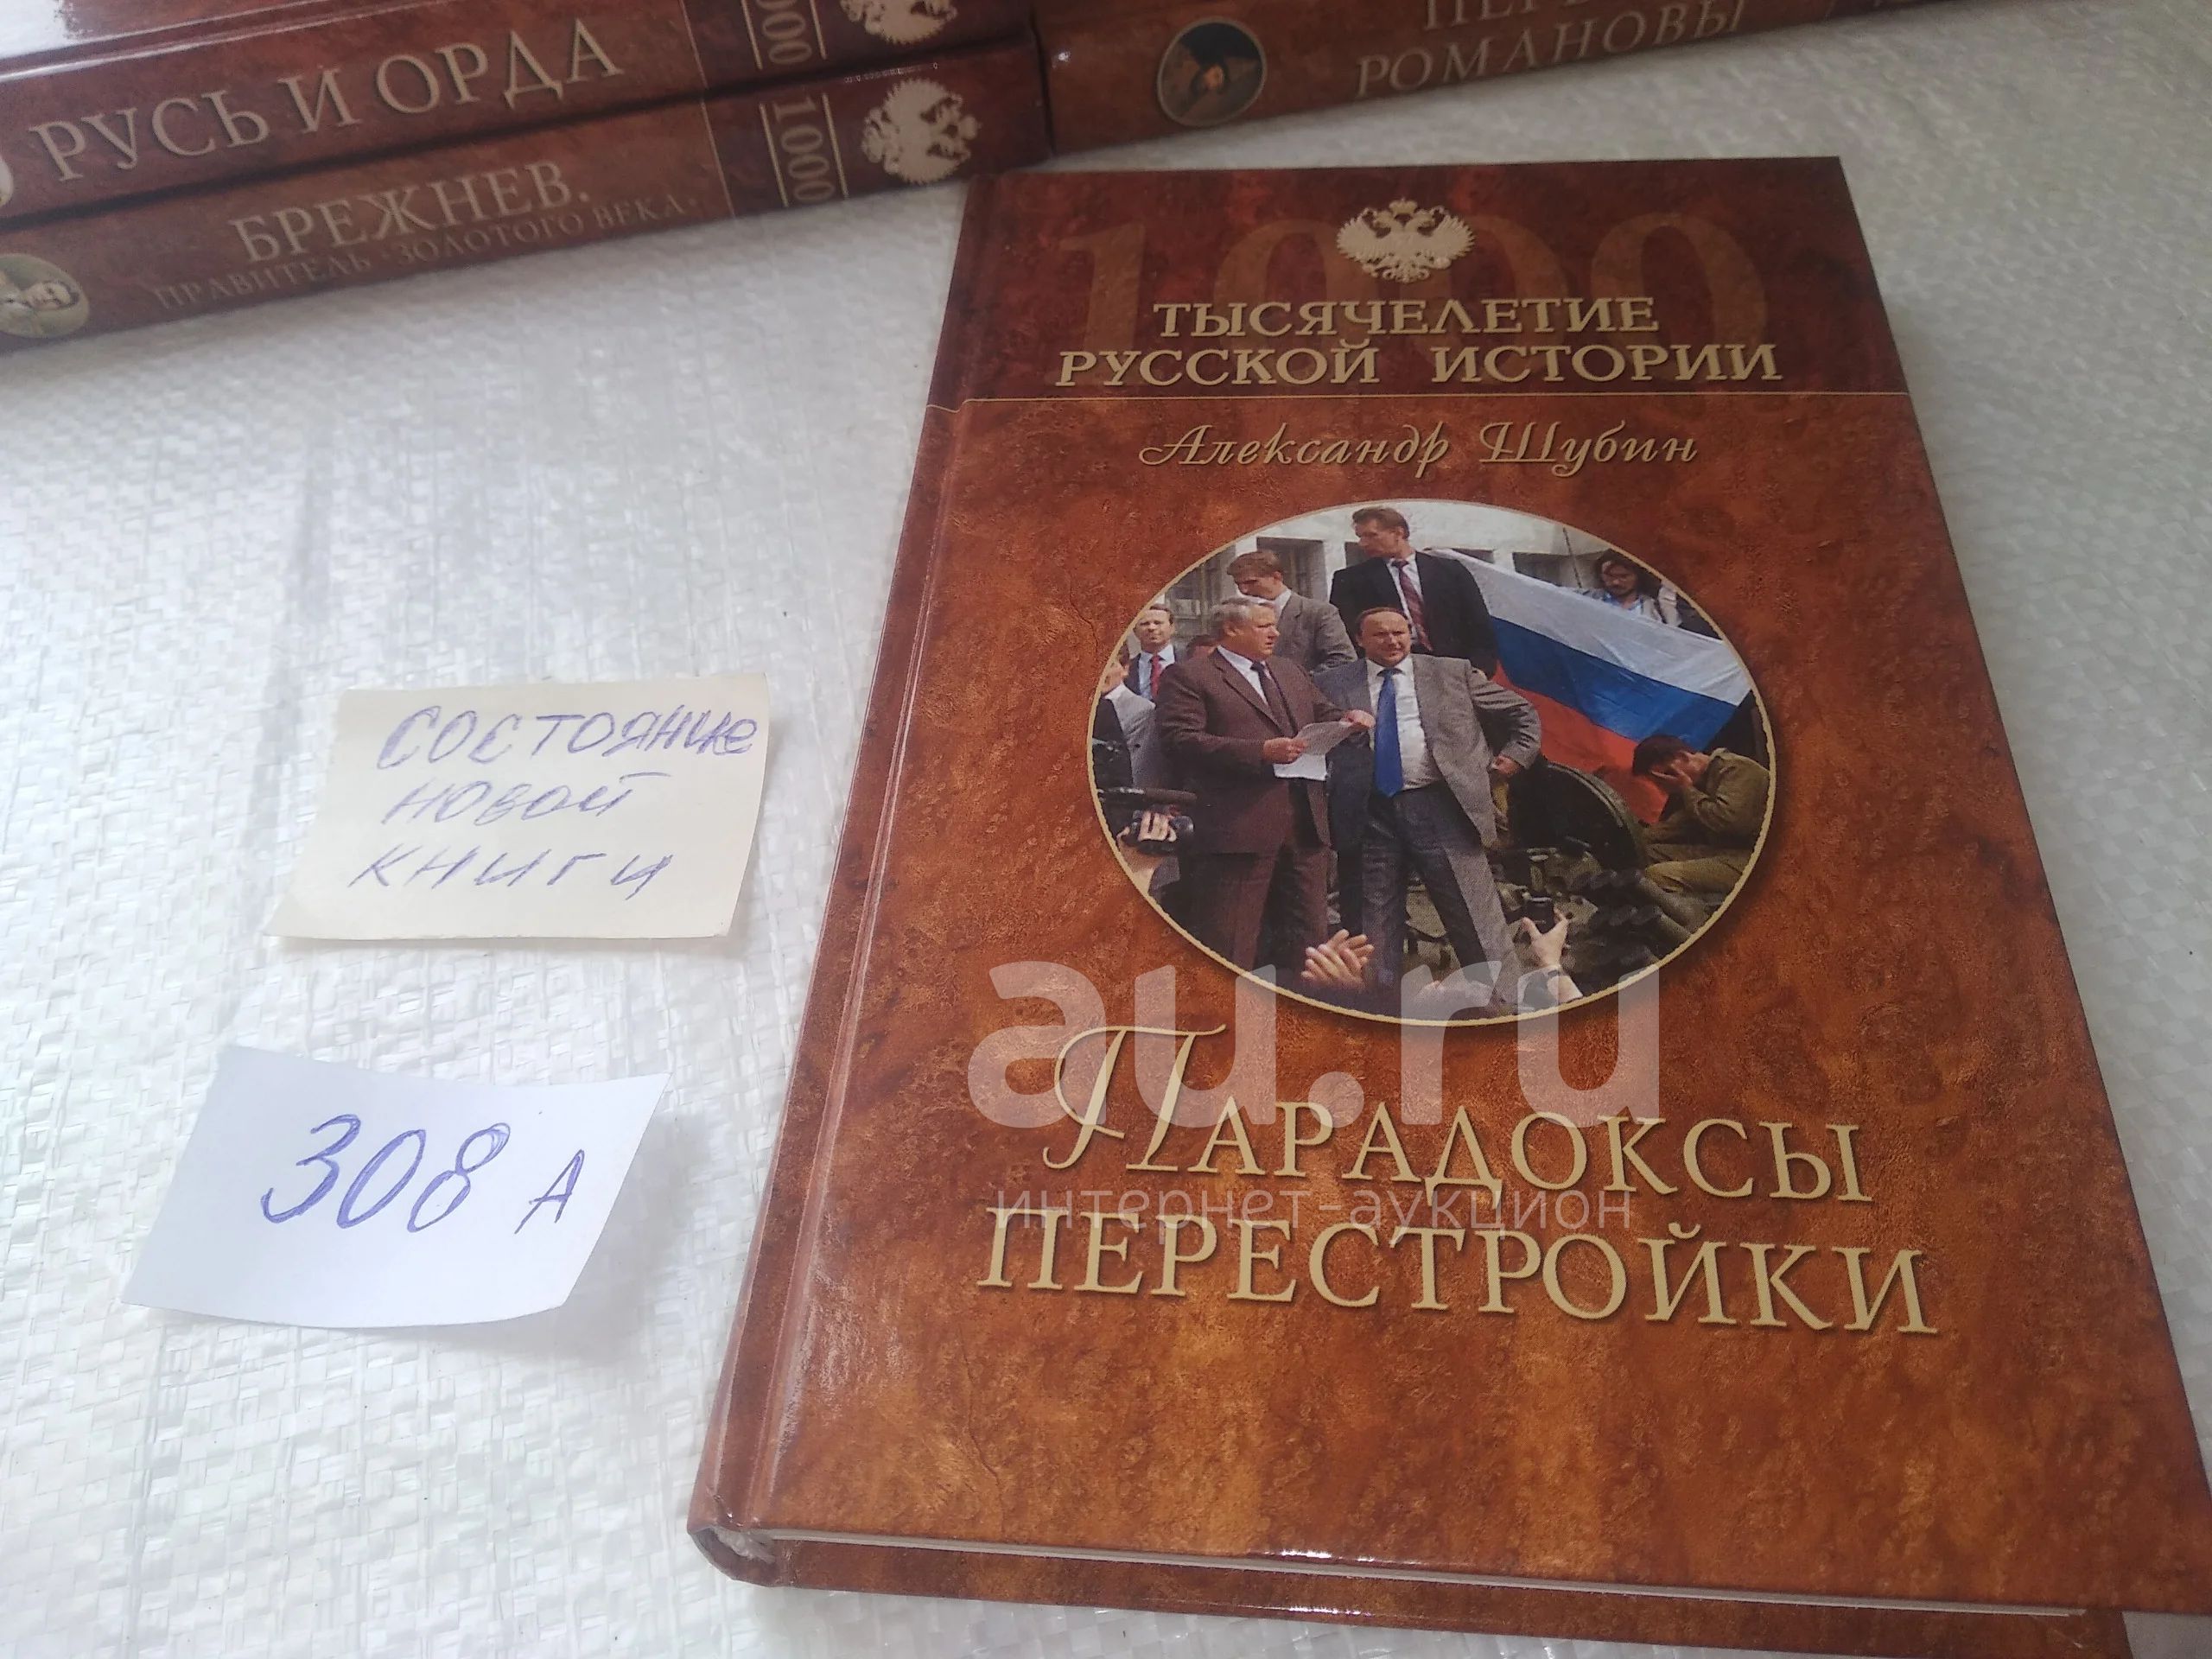 РУСЬ И ОРДА
1000
БРЕЖНЕВ.
ПРАВИТЕЛЬ «ЗОЛОТОГО ВЕКА»
1000
РОМАНОВЫ
1000
ТЫСЯЧЕЛЕТИЕ
РУССКОЙ ИСТОРИИ
Александр Шубин
СОСТОЯНИЕ
НОВОЙ
КНИГИ
308 А
au.ru
ПАРАДОКСЫ
интернет-аукцион
ПЕРЕСТРОЙКИ